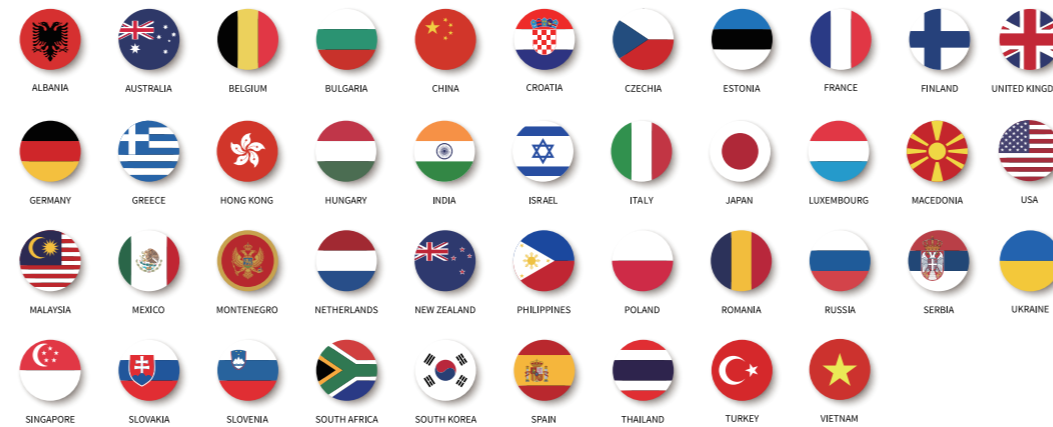 ALBANIA AUSTRALIA BELGIUM BULGARIA CHINA CROATIA CZECHIA ESTONIA FRANCE FINLAND UNITED KINGD
GERMANY GREECE HONG KONG HUNGARY INDIA ISRAEL ITALY JAPAN LUXEMBOURG MACEDONIA USA
MALAYSIA MEXICO MONTENEGRO NETHERLANDS NEW ZEALAND PHILIPPINES POLAND ROMANIA RUSSIA SERBIA UKRAINE
SINGAPORE SLOVAKIA SLOVENIA SOUTH AFRICA SOUTH KOREA SPAIN THAILAND TURKEY VIETNAM